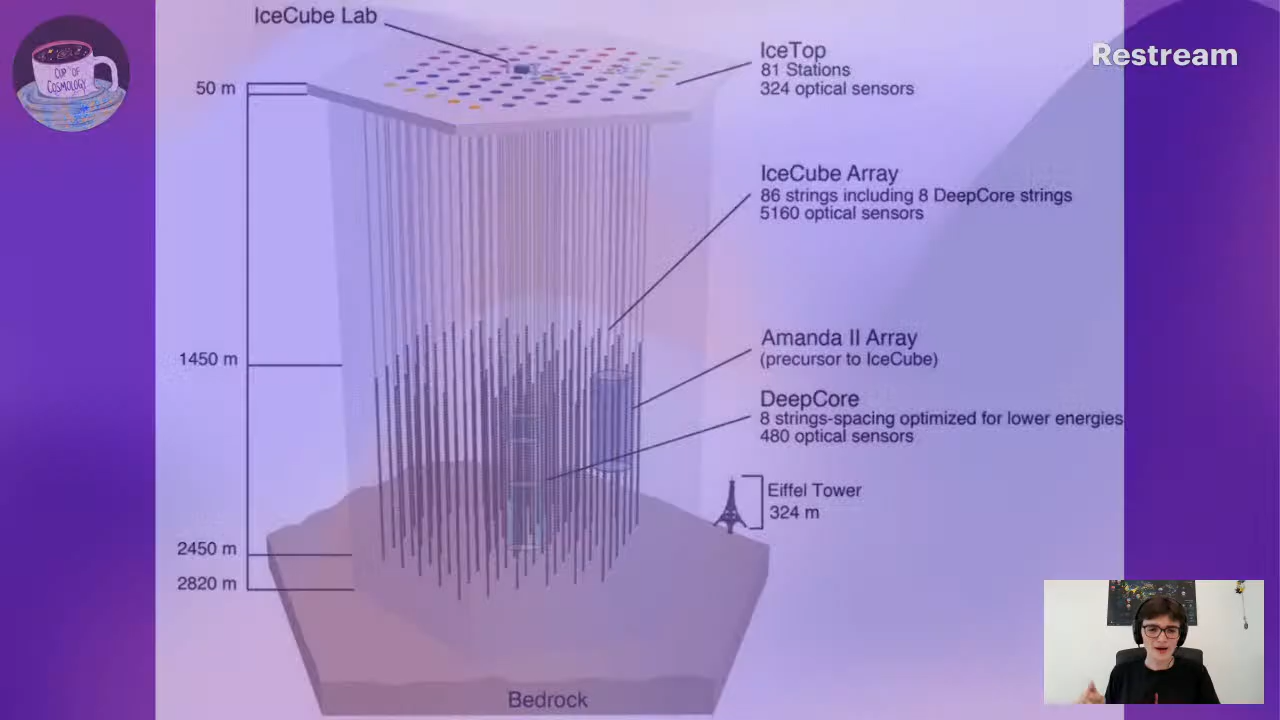 IceCube Lab
CUP OF
COSMOLOGY
Restream
50 m
IceTop
81 Stations
324 optical sensors
IceCube Array
86 strings including 8 DeepCore strings
5160 optical sensors
1450 m
Amanda II Array
(precursor to IceCube)
DeepCore
8 strings-spacing optimized for lower energies
480 optical sensors
Eiffel Tower
324 m
2450 m
2820 m
Bedrock